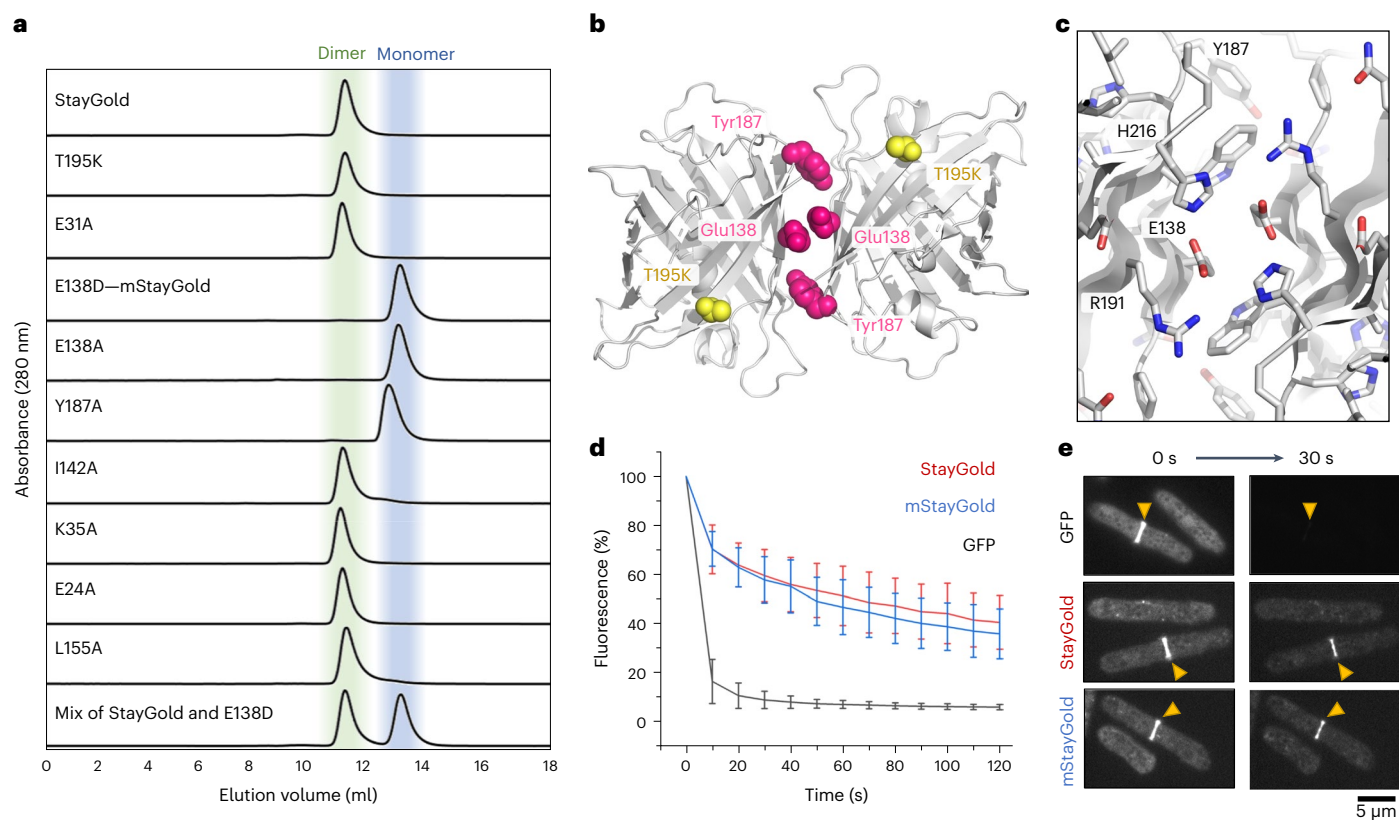 a
Dimer Monomer
StayGold
T195K
E31A
E138D—mStayGold
E138A
Y187A
I142A
K35A
E24A
L155A
Mix of StayGold and E138D
Absorbance (280 nm)
0 2 4 6 8 10 12 14 16 18
Elution volume (ml)
b
Tyr187
T195K
Glu138
Glu138
T195K
Tyr187
c
Y187
H216
E138
R191
d
StayGold
mStayGold
GFP
100
80
60
40
20
0
Fluorescence (%)
0 20 40 60 80 100 120
Time (s)
e
0 s 30 s
GFP
StayGold
mStayGold
5 µm